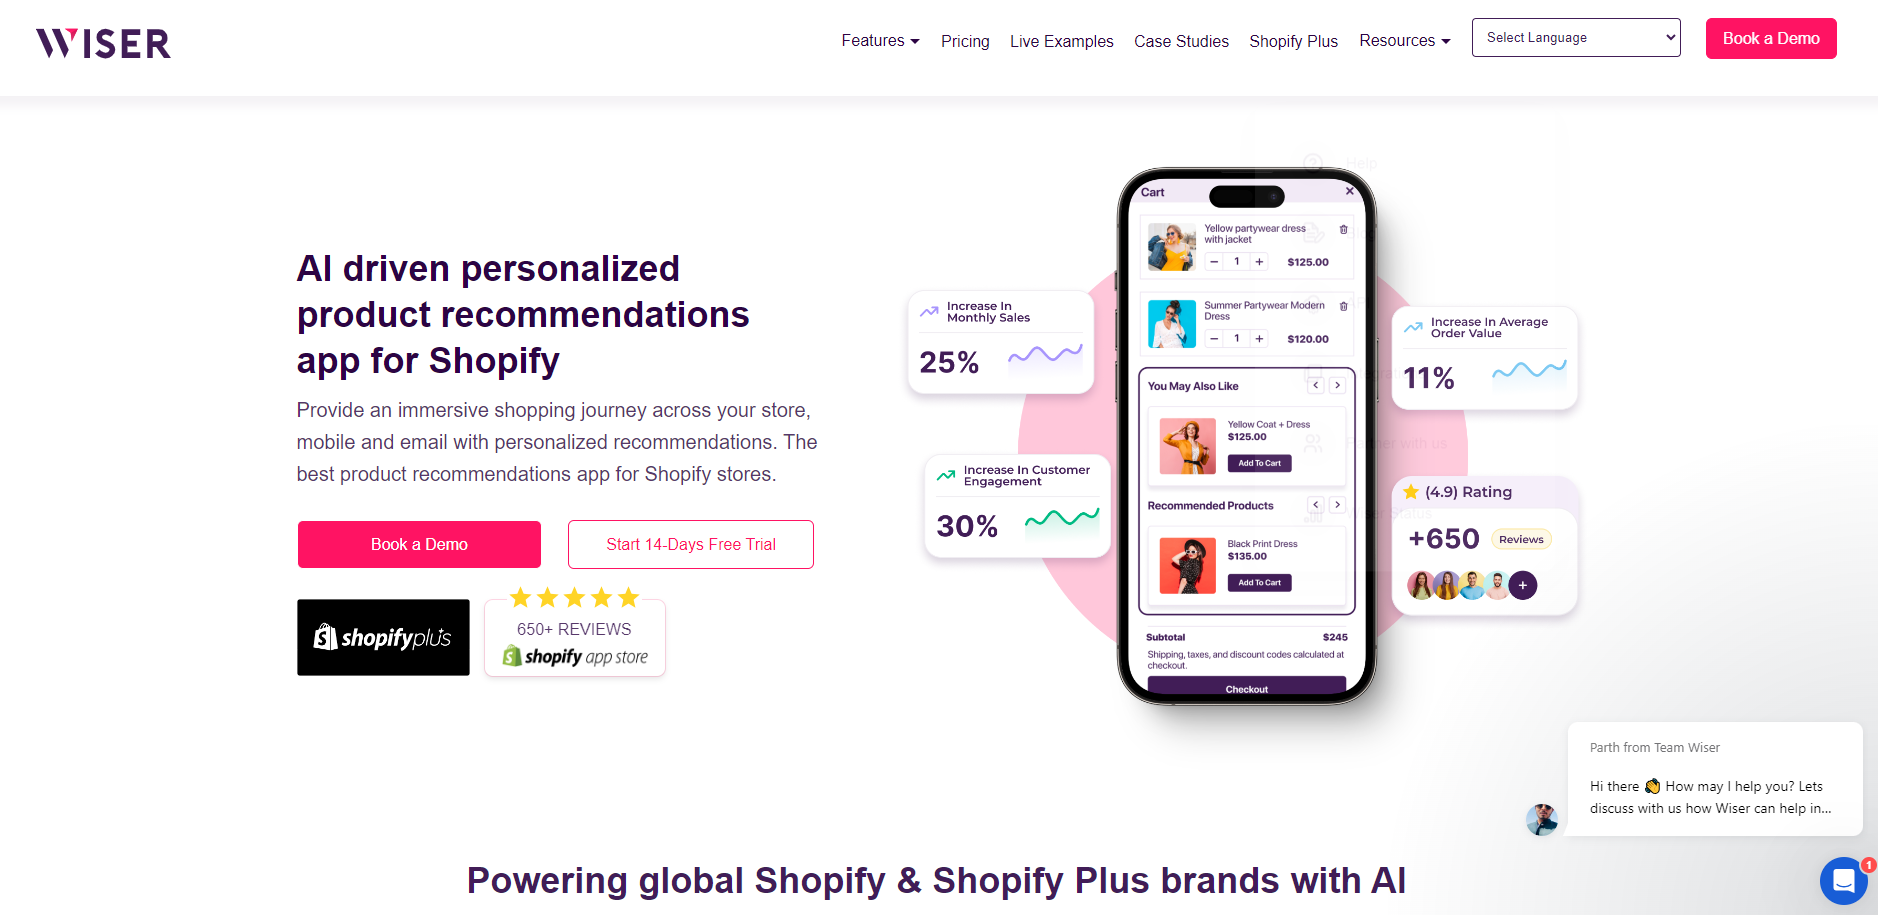 WISER
Features
Pricing
Live Examples
Case Studies
Shopify Plus
Resources
Select Language
Book a Demo
AI driven personalized
product recommendations
app for Shopify
Provide an immersive shopping journey across your store,
mobile and email with personalized recommendations. The
best product recommendations app for Shopify stores.
Book a Demo
Start 14-Days Free Trial
shopifyplus
650+ REVIEWS
shopify app store
Increase In
Monthly Sales
25%
Increase In Customer
Engagement
30%
Cart
Yellow partywear dress
with jacket
− 1 +
$125.00
Summer Partywear Modern
Dress
− 1 +
$120.00
You May Also Like
Yellow Coat + Dress
$125.00
Add To Cart
Recommended Products
Black Print Dress
$135.00
Add To Cart
Subtotal
$245
Shipping, taxes, and discount codes calculated at
checkout.
Checkout
Help
Partner with us
Increase In Average
Order Value
11%
(4.9) Rating
+650
Reviews
+
Parth from Team Wiser
Hi there 👋 How may I help you? Lets
discuss with us how Wiser can help in...
1
Powering global Shopify & Shopify Plus brands with AI